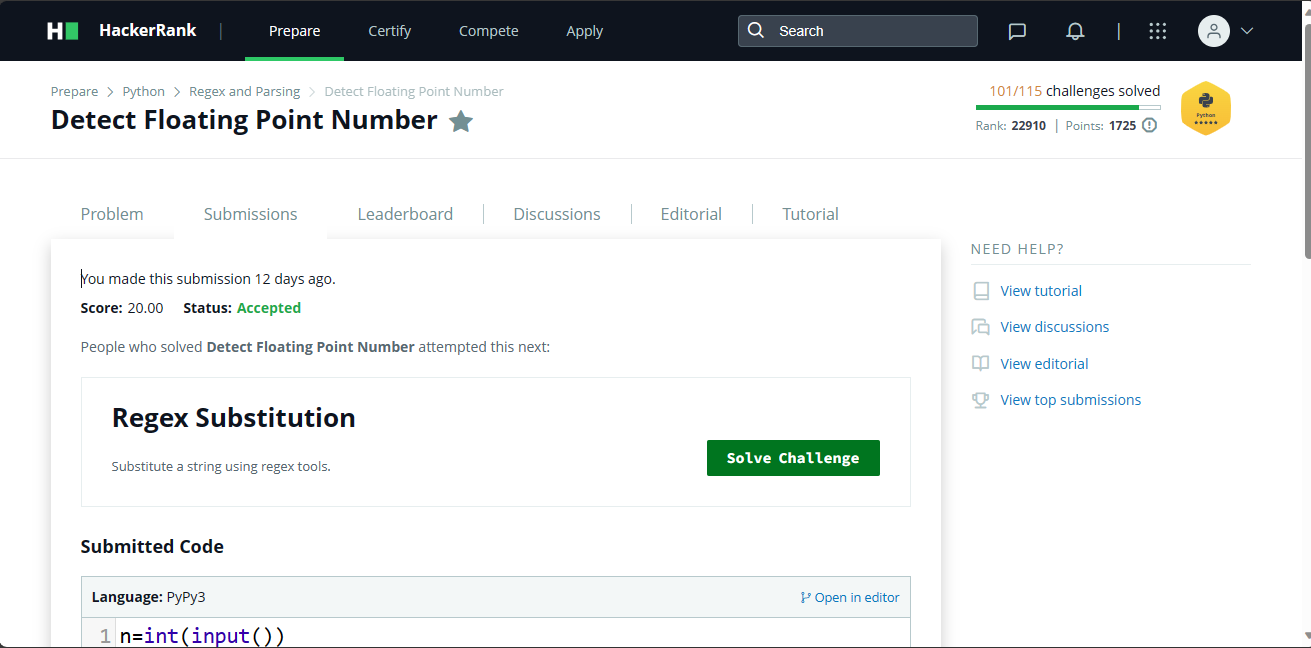 HackerRank | Prepare Certify Compete Apply Search |
Prepare > Python > Regex and Parsing > Detect Floating Point Number
Detect Floating Point Number
101/115 challenges solved
Rank: 22910 | Points: 1725
Python
Problem Submissions Leaderboard Discussions Editorial Tutorial
You made this submission 12 days ago.
Score: 20.00 Status: Accepted
People who solved Detect Floating Point Number attempted this next:
Regex Substitution
Substitute a string using regex tools.
Solve Challenge
Submitted Code
Language: PyPy3
Open in editor
1 n=int(input())
NEED HELP?
View tutorial
View discussions
View editorial
View top submissions